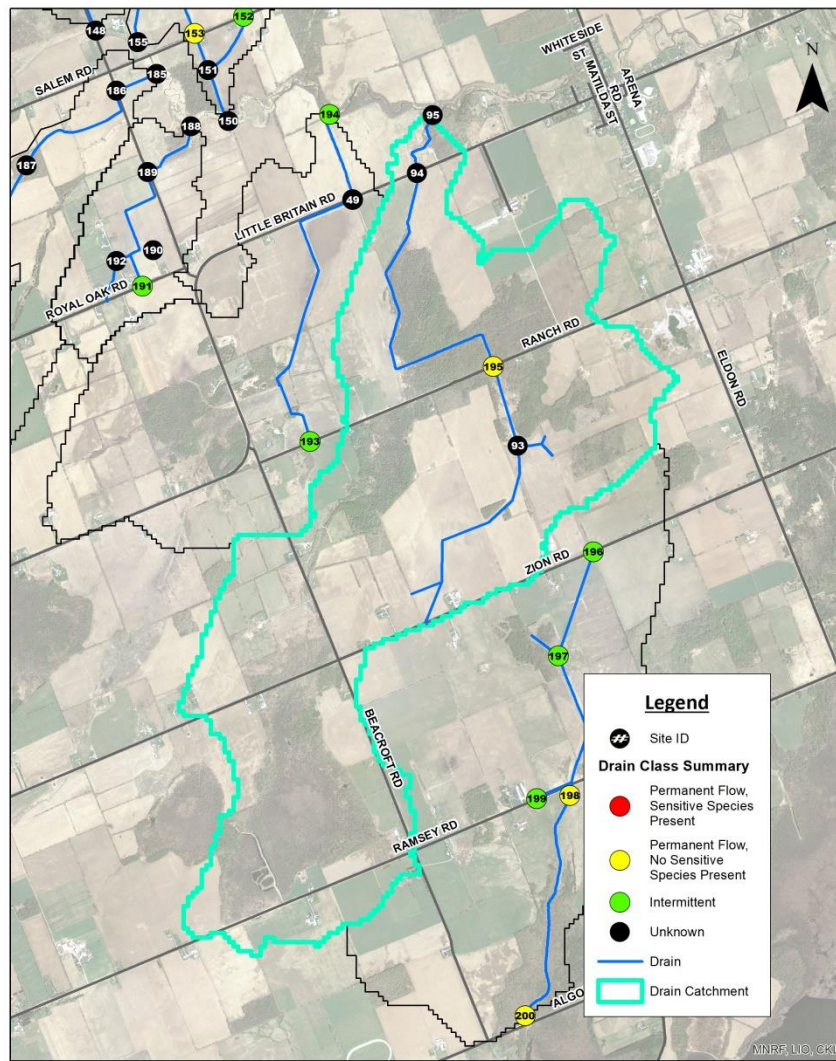 152
148
153
155
SALEM RD
151
185
186
150
188
187
189
194
95
WHITESIDE
ST
MATILDA ST
ARENA
RD
N
94
49
LITTLE BRITAIN RD
190
192
191
ROYAL OAK RD
195
RANCH RD
ELDON RD
193
93
196
ZION RD
197
BEACROFT RD
199
198
RAMSEY RD
200
ALGO
Legend
# Site ID
Drain Class Summary
Permanent Flow,
Sensitive Species
Present
Permanent Flow,
No Sensitive
Species Present
Intermittent
Unknown
Drain
Drain Catchment
MNRF, LIO, CK